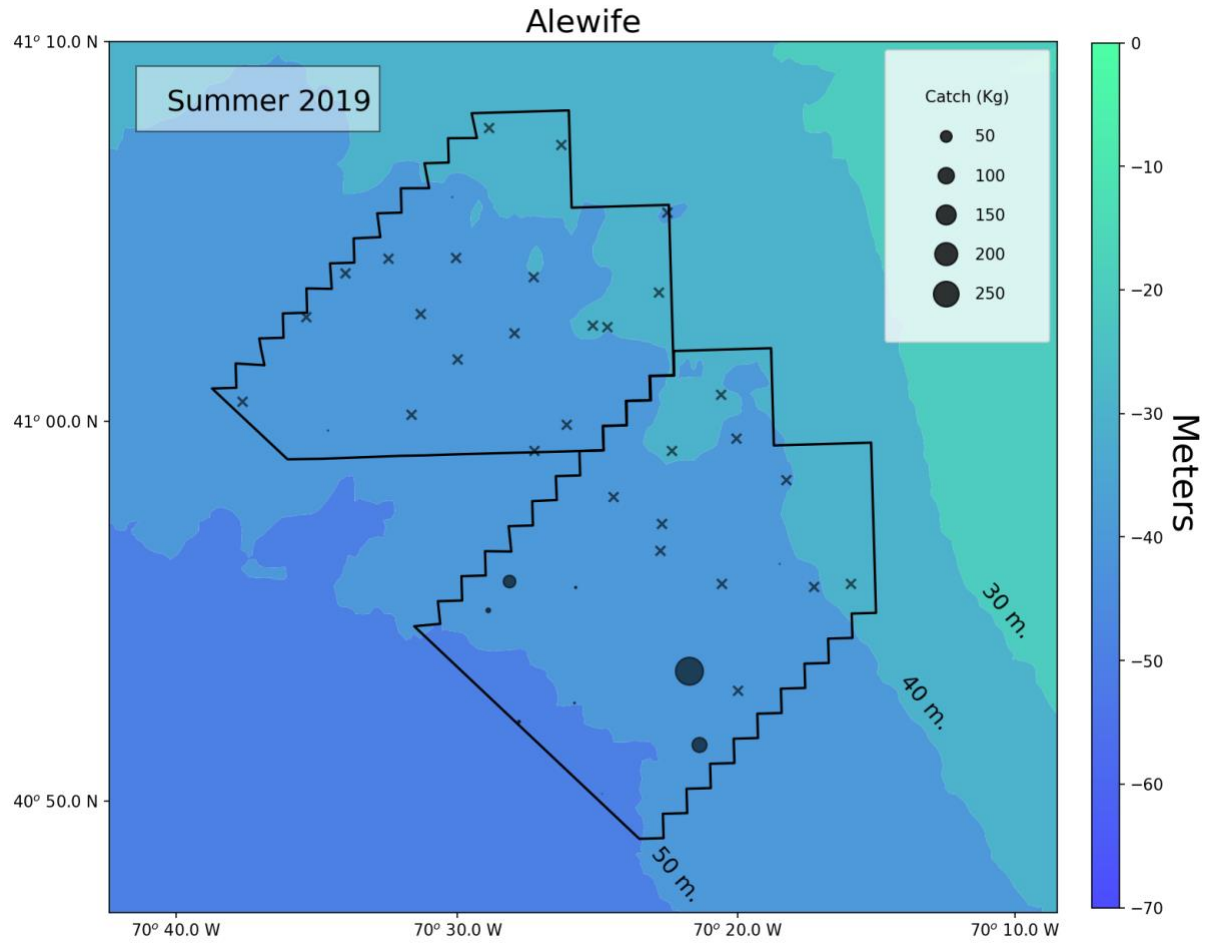 Alewife
41° 10.0 N
41° 00.0 N
40° 50.0 N
Summer 2019
Catch (Kg)
50
100
150
200
250
30 m.
40 m.
50 m.
70° 40.0 W
70° 30.0 W
70° 20.0 W
70° 10.0 W
0
−10
−20
−30
−40
−50
−60
−70
Meters